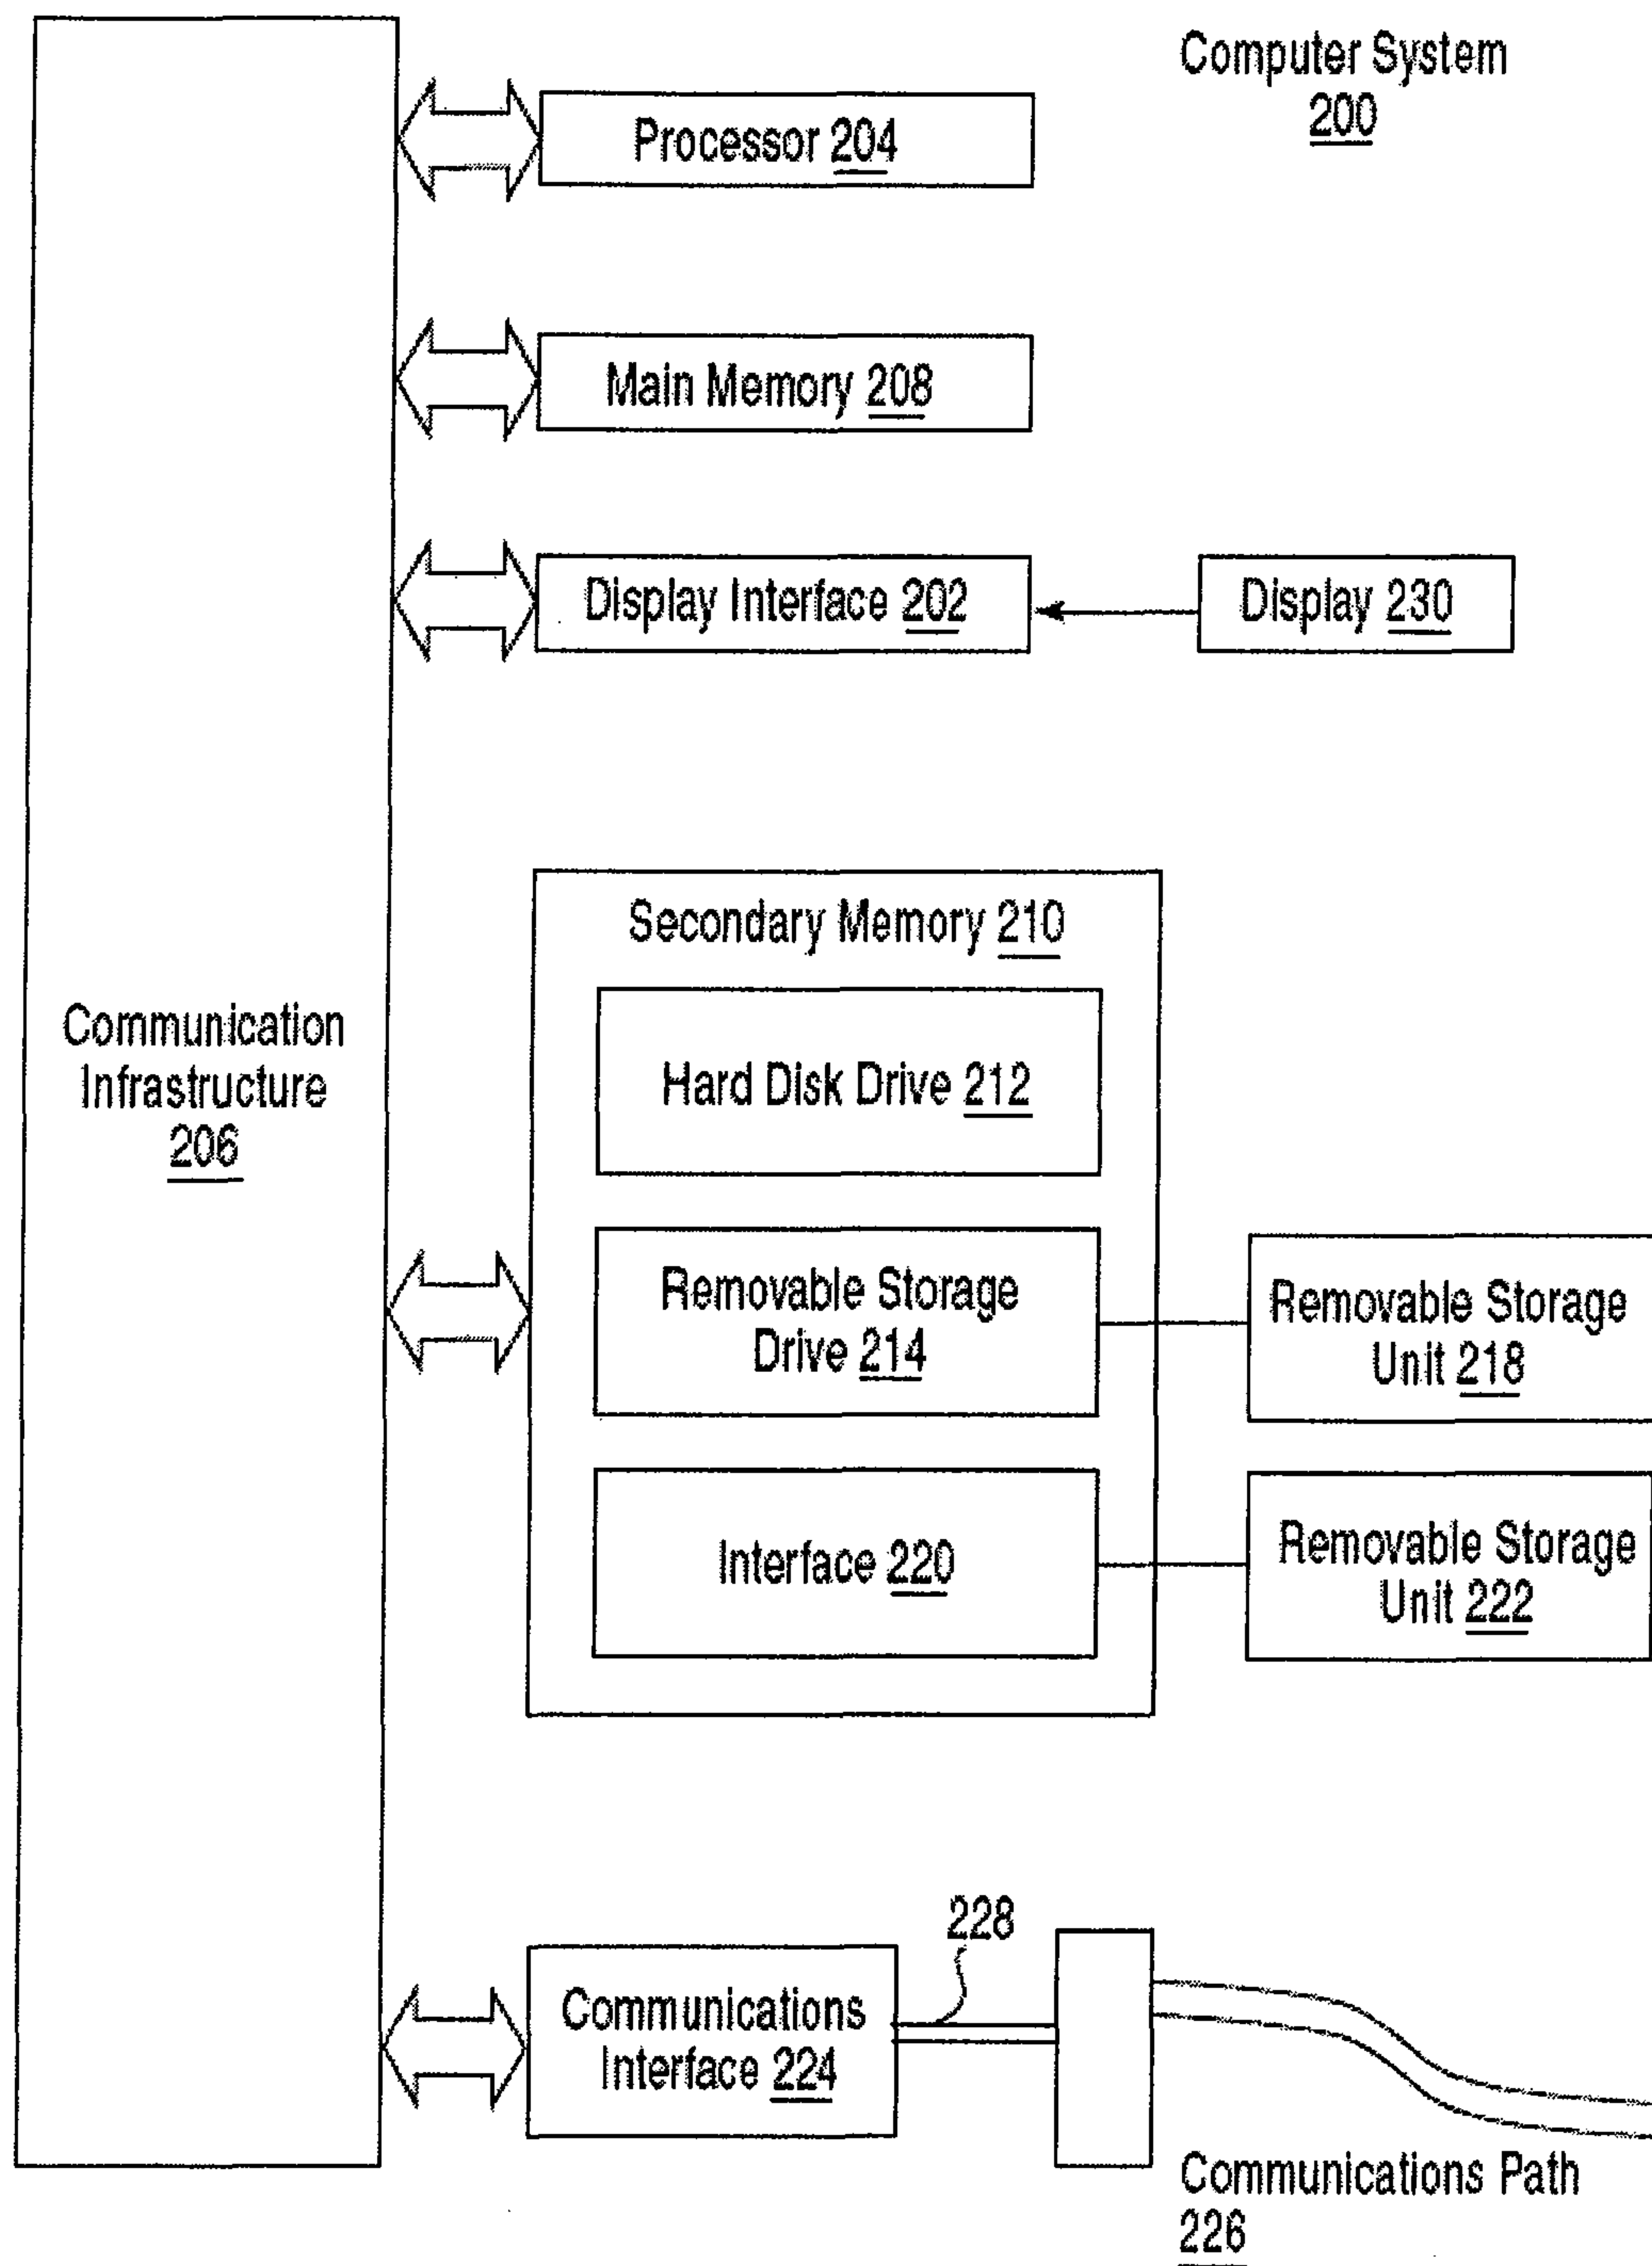 Computer System
200
Processor 204
Main Memory 208
Display Interface 202
Display 230
Secondary Memory 210
Hard Disk Drive 212
Communication
Infrastructure
206
Removable Storage
Drive 214
Removable Storage
Unit 218
Interface 220
Removable Storage
Unit 222
228
Communications
Interface 224
Communications Path
226